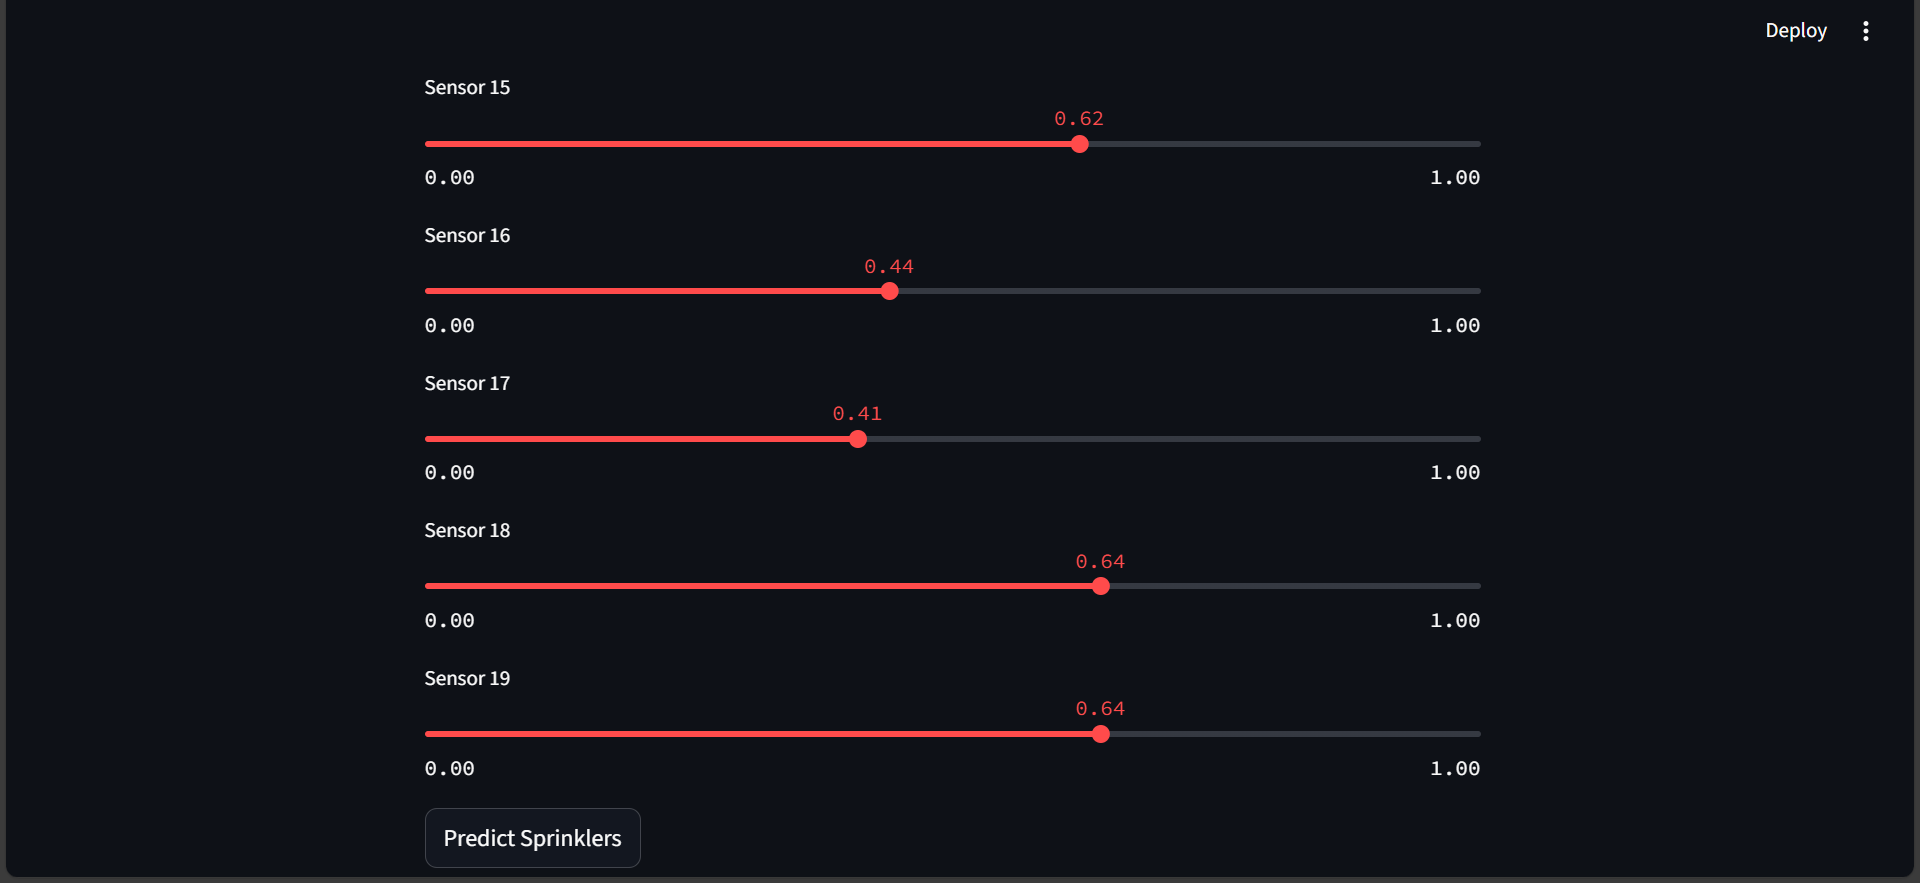 Deploy
Sensor 15
0.62
0.00 1.00
Sensor 16
0.44
0.00 1.00
Sensor 17
0.41
0.00 1.00
Sensor 18
0.64
0.00 1.00
Sensor 19
0.64
0.00 1.00
Predict Sprinklers